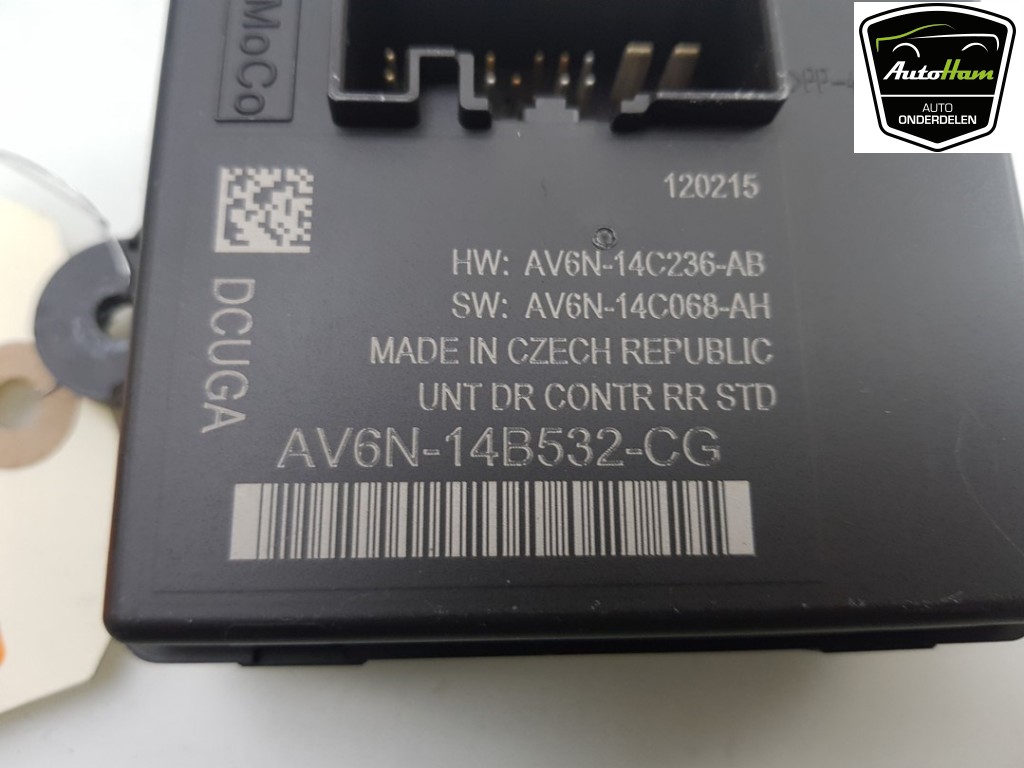 MoCo
AutoHam
AUTO
ONDERDELEN
120215
HW: AV6N-14C236-AB
SW: AV6N-14C068-AH
MADE IN CZECH REPUBLIC
UNT DR CONTR RR STD
DCUGA
AV6N-14B532-CG